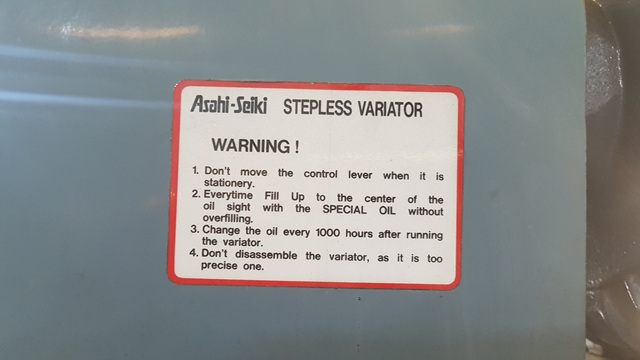 Asahi-Seiki STEPLESS VARIATOR
WARNING !
1. Don't move the control lever when it is
stationery.
2. Everytime Fill Up to the center of the
oil sight with the SPECIAL OIL without
overfilling.
3. Change the oil every 1000 hours after running
the variator.
4. Don't disassemble the variator, as it is too
precise one.